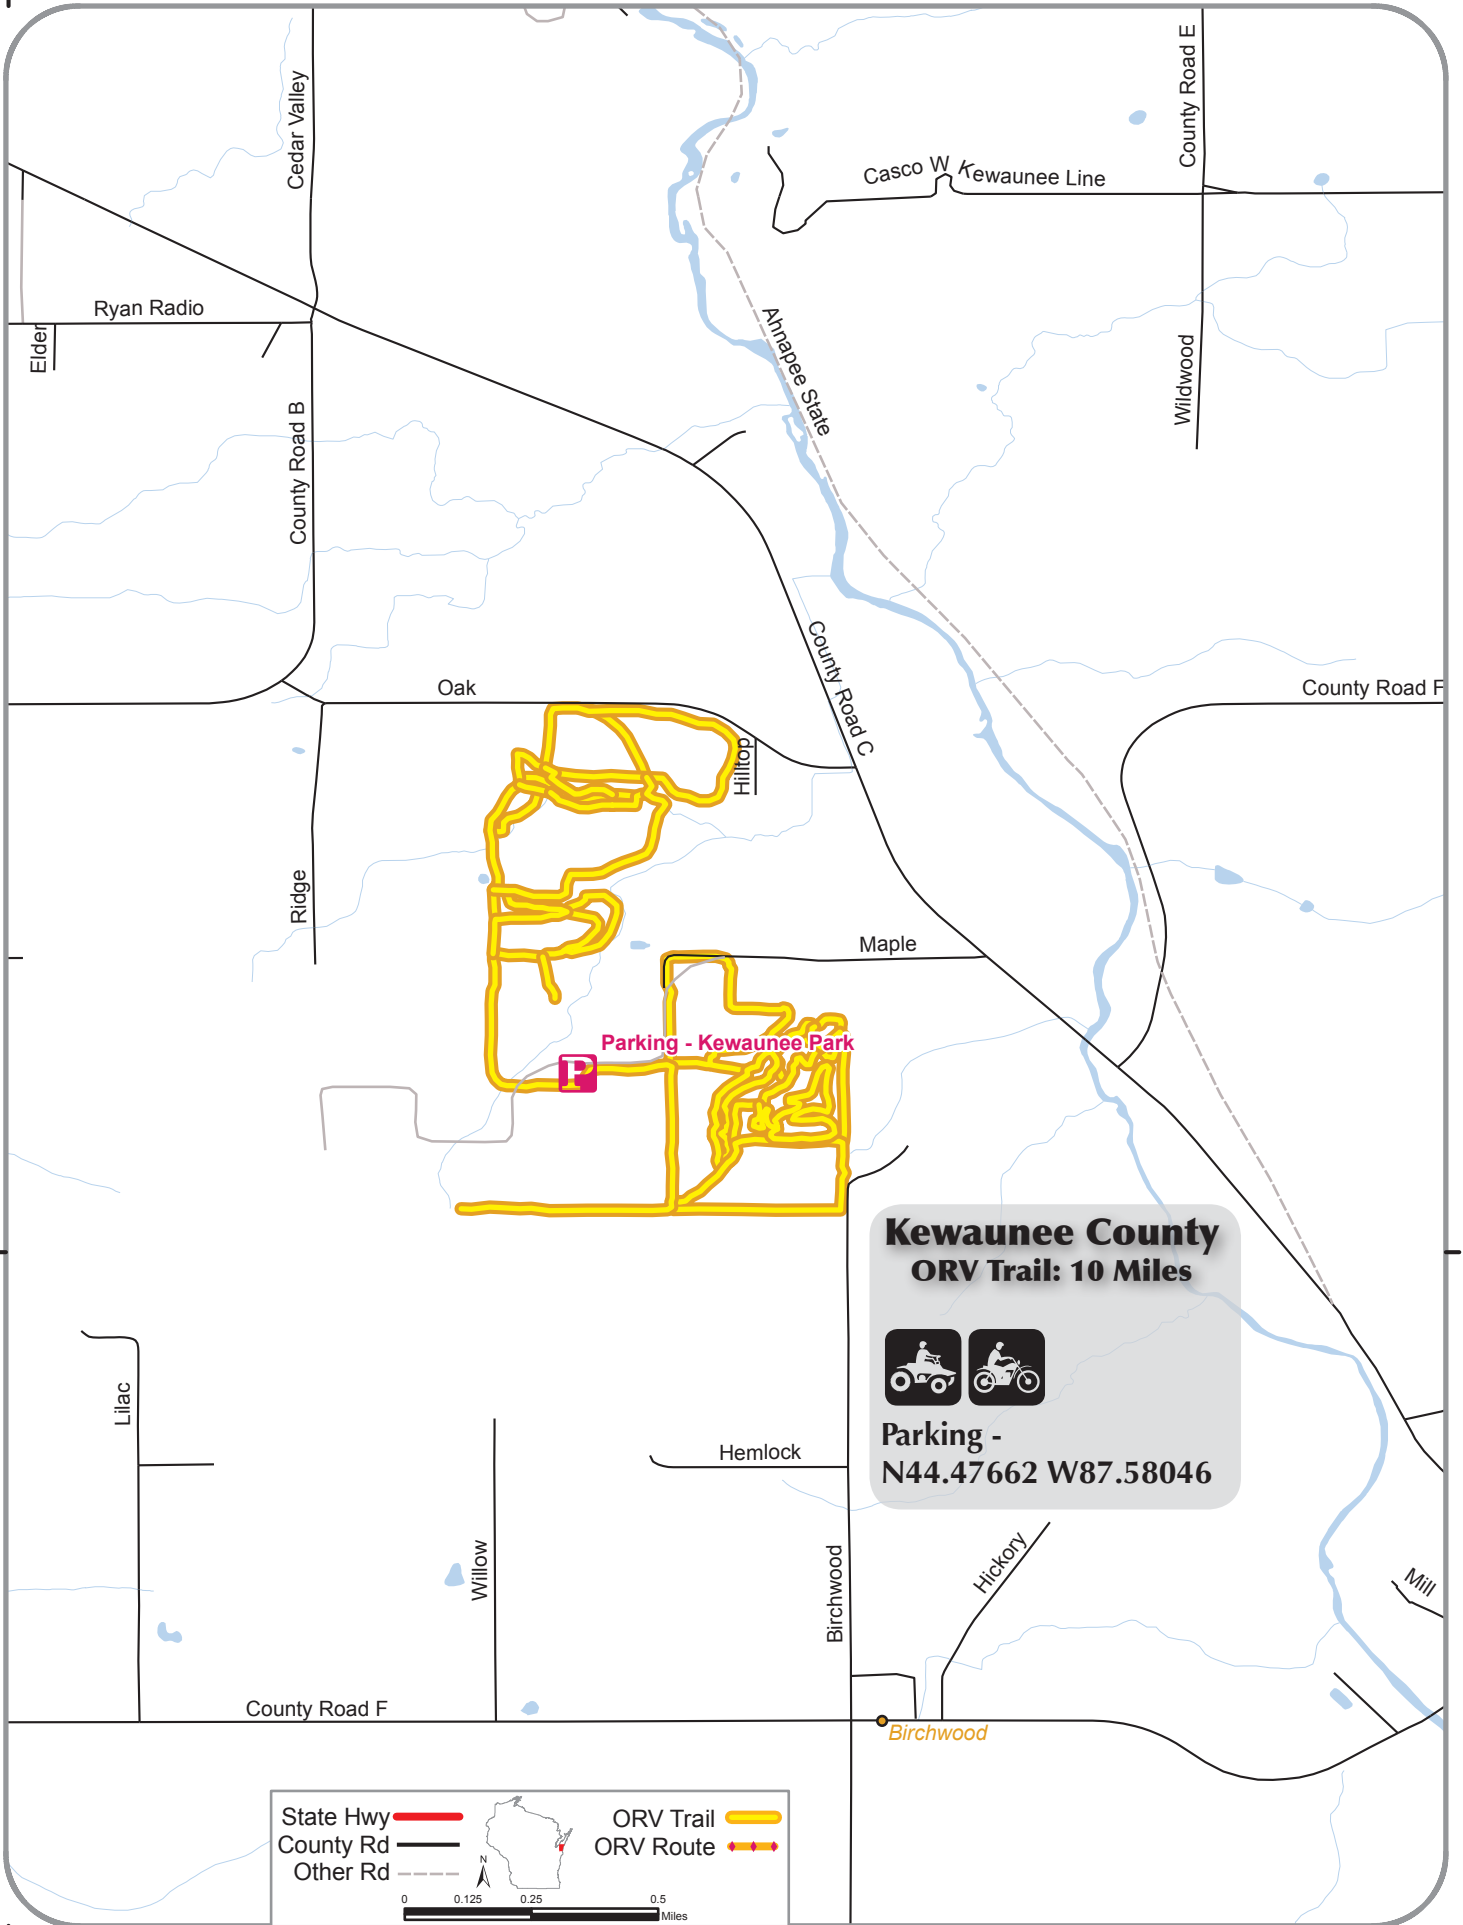 Cedar Valley
County Road E
Casco W Kewaunee Line
Ryan Radio
Elder
Ahnapee State
Wildwood
County Road B
County Road C
Oak
County Road F
Hilltop
Ridge
Maple
Parking - Kewaunee Park
P
Kewaunee County
ORV Trail: 10 Miles
Parking -
N44.47662 W87.58046
Lilac
Hemlock
Willow
Birchwood
Hickory
Mill
County Road F
Birchwood
State Hwy
County Rd
Other Rd
N
ORV Trail
ORV Route
0 0.125 0.25 0.5
Miles